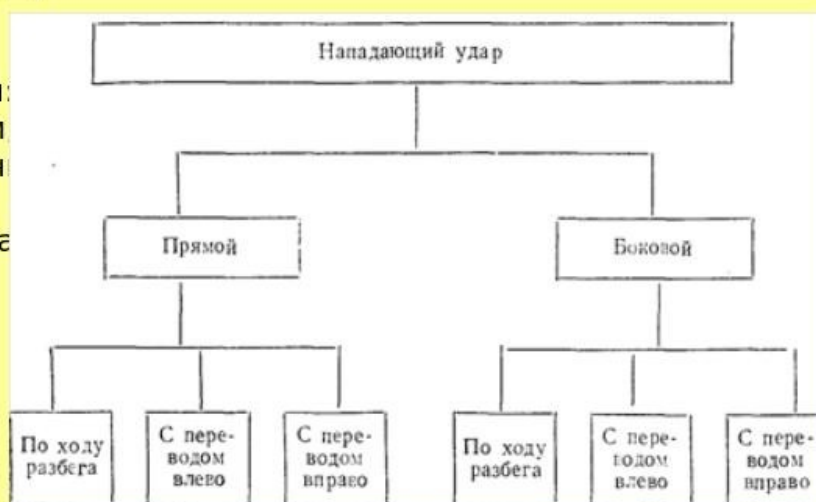 Нападающий удар
Прямой
Боковой
По ходу
разбега
С пере-
водом
влево
С пере-
водом
вправо
По ходу
разбега
С пере-
водом
влево
С пере-
водом
вправо